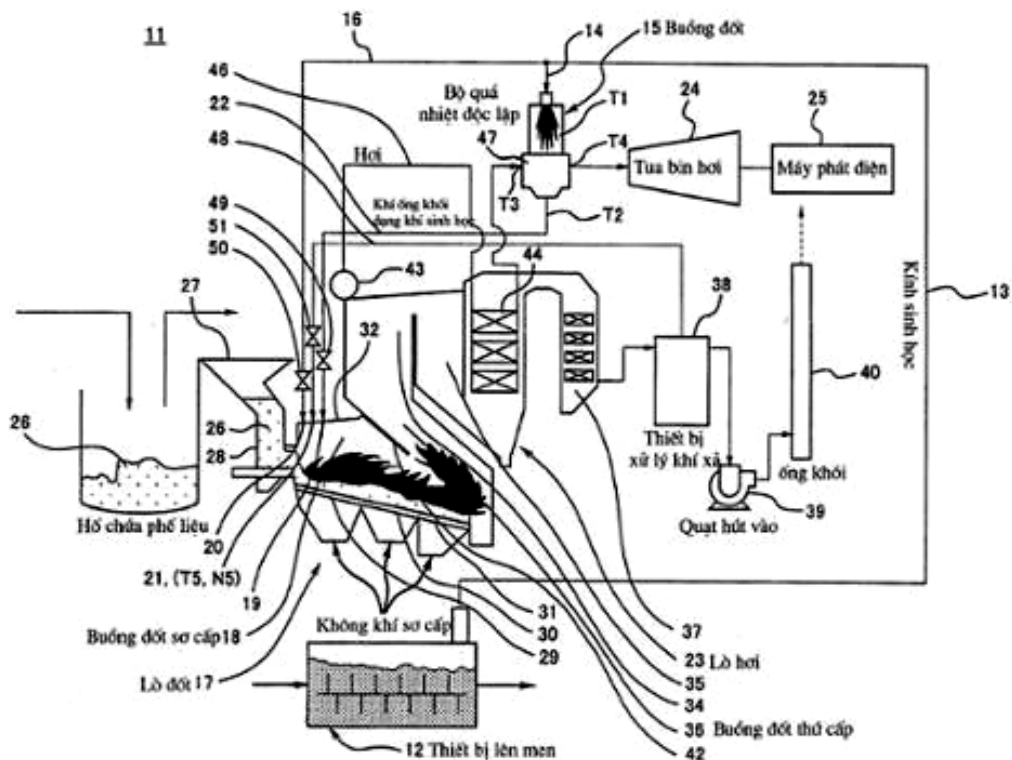 11
16
14
15 Buồng đốt
46
22
48
Bộ quá
nhiệt độc lập
T1
24
25
47
T4
Hơi
Tua bin hơi
Máy phát điện
T3
Khí ống khói
dạng khí sinh học
T2
49
51
50
43
44
27
38
13
Kính sinh học
32
40
26
26
28
Thiết bị
xử lý khí xả
ống khói
39
Hố chứa phế liệu
Quạt hút vào
20
21, (T5, N5)
19
31
37
Không khí sơ cấp
30
Buồng đốt sơ cấp 18
29
23 Lò hơi
35
Lò đốt 17
34
36 Buồng đốt thứ cấp
12 Thiết bị lên men
42